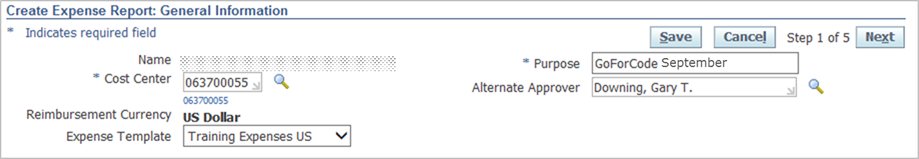 Create Expense Report: General Information
* Indicates required field
Save Cancel Step 1 of 5 Next
Name
* Purpose GoForCode September
* Cost Center 063700055
063700055
Alternate Approver Downing, Gary T.
Reimbursement Currency US Dollar
Expense Template Training Expenses US